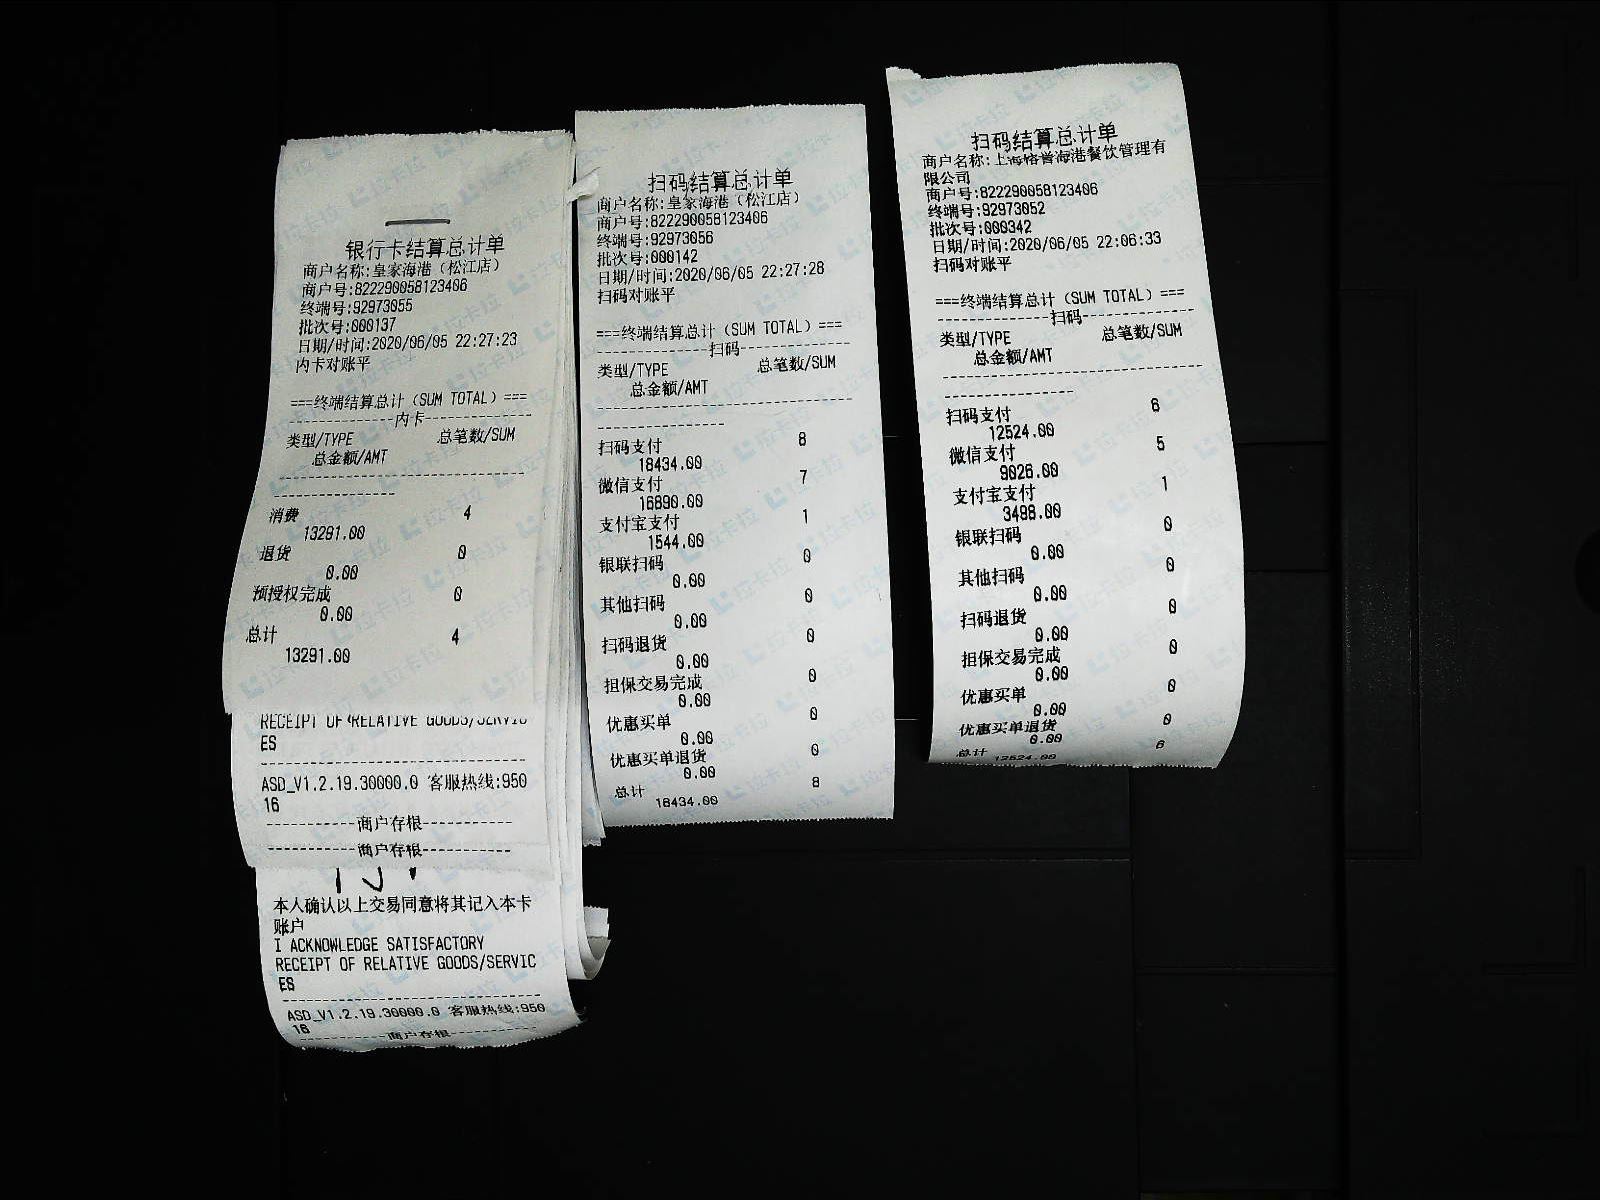 银行卡结算总计单
商户名称:皇家海港（松江店）
商户号:822290058123406
终端号:92973055
批次号:000137
日期/时间:2020/06/05 22:27:23
内卡对账平
===终端结算总计（SUM TOTAL）===
---------------内卡---------------
类型/TYPE 总笔数/SUM
总金额/AMT
消费 4
13291.00
退货 0
0.00
预授权完成 0
0.00
总计 4
13291.00
RECEIPT OF RELATIVE GOODS/SERVIC
ES
ASD_V1.2.19.30000.0 客服热线:950
16
-----------商户存根-----------
-----------商户存根-----------
本人确认以上交易同意将其记入本卡
账户
I ACKNOWLEDGE SATISFACTORY
RECEIPT OF RELATIVE GOODS/SERVIC
ES
ASD_V1.2.19.30000.0 客服热线:950
16
-----------商户存根-----------
扫码结算总计单
商户名称:皇家海港（松江店）
商户号:822290058123406
终端号:92973056
批次号:000142
日期/时间:2020/06/05 22:27:28
扫码对账平
===终端结算总计（SUM TOTAL）===
---------------扫码---------------
类型/TYPE 总笔数/SUM
总金额/AMT
扫码支付 8
18434.00
微信支付 7
16890.00
支付宝支付 1
1544.00
银联扫码 0
0.00
其他扫码 0
0.00
扫码退货 0
0.00
担保交易完成 0
0.00
优惠买单 0
0.00
优惠买单退货 0
0.00
总计 8
18434.00
扫码结算总计单
商户名称:上海 海港餐饮管理有
限公司
商户号:822290058123406
终端号:92973052
批次号:000342
日期/时间:2020/06/05 22:06:33
扫码对账平
===终端结算总计（SUM TOTAL）===
---------------扫码---------------
类型/TYPE 总笔数/SUM
总金额/AMT
扫码支付 6
12524.00
微信支付 5
9026.00
支付宝支付 1
3498.00
银联扫码 0
0.00
其他扫码 0
0.00
扫码退货 0
0.00
担保交易完成 0
0.00
优惠买单 0
0.00
优惠买单退货 0
0.00
总计 6
12524.00